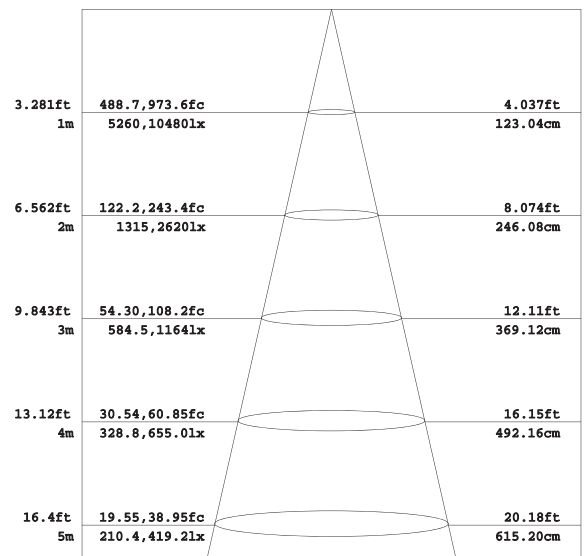 3.281ft 488.7,973.6fc 4.037ft
1m 5260,10480lx 123.04cm
6.562ft 122.2,243.4fc 8.074ft
2m 1315,2620lx 246.08cm
9.843ft 54.30,108.2fc 12.11ft
3m 584.5,1164lx 369.12cm
13.12ft 30.54,60.85fc 16.15ft
4m 328.8,655.0lx 492.16cm
16.4ft 19.55,38.95fc 20.18ft
5m 210.4,419.2lx 615.20cm